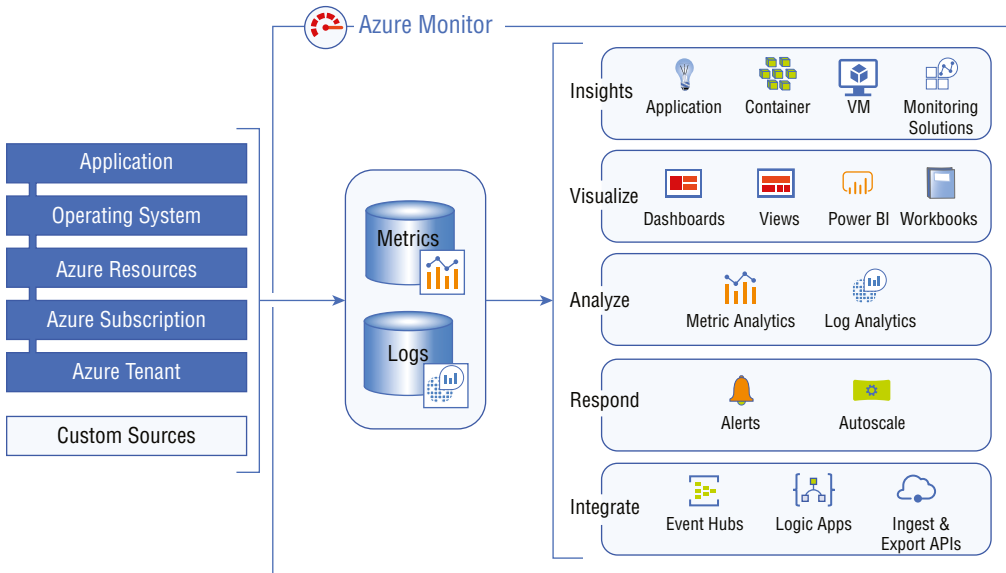 Azure Monitor
Application
Operating System
Azure Resources
Azure Subscription
Azure Tenant
Custom Sources
Metrics
Logs
Insights
Application
Container
VM
Monitoring
Solutions
Visualize
Dashboards
Views
Power BI
Workbooks
Analyze
Metric Analytics
Log Analytics
Respond
Alerts
Autoscale
Integrate
Event Hubs
Logic Apps
Ingest &
Export APIs